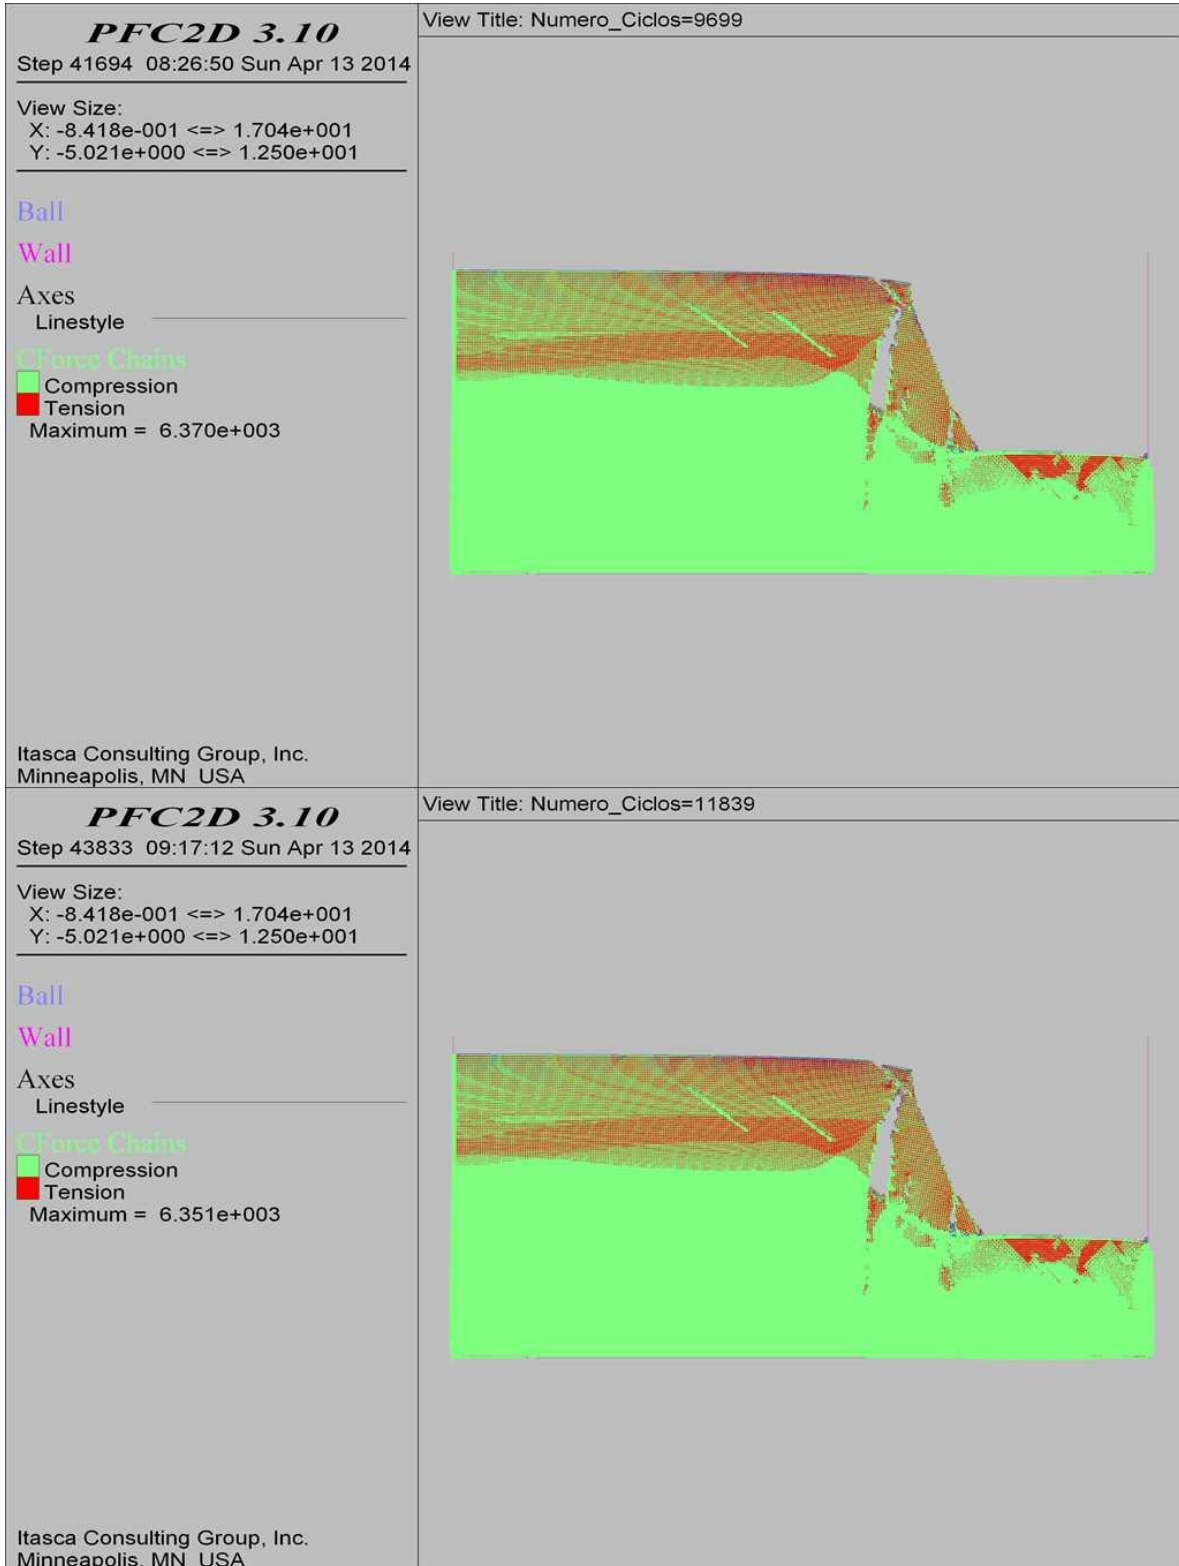 PFC2D 3.10
Step 41694 08:26:50 Sun Apr 13 2014
View Size:
X: -8.418e-001 <=> 1.704e+001
Y: -5.021e+000 <=> 1.250e+001
Ball
Wall
Axes
Linestyle
CForce Chains
Compression
Tension
Maximum = 6.370e+003
Itasca Consulting Group, Inc.
Minneapolis, MN USA
View Title: Numero_Ciclos=9699
PFC2D 3.10
Step 43833 09:17:12 Sun Apr 13 2014
View Size:
X: -8.418e-001 <=> 1.704e+001
Y: -5.021e+000 <=> 1.250e+001
Ball
Wall
Axes
Linestyle
CForce Chains
Compression
Tension
Maximum = 6.351e+003
Itasca Consulting Group, Inc.
Minneapolis, MN USA
View Title: Numero_Ciclos=11839